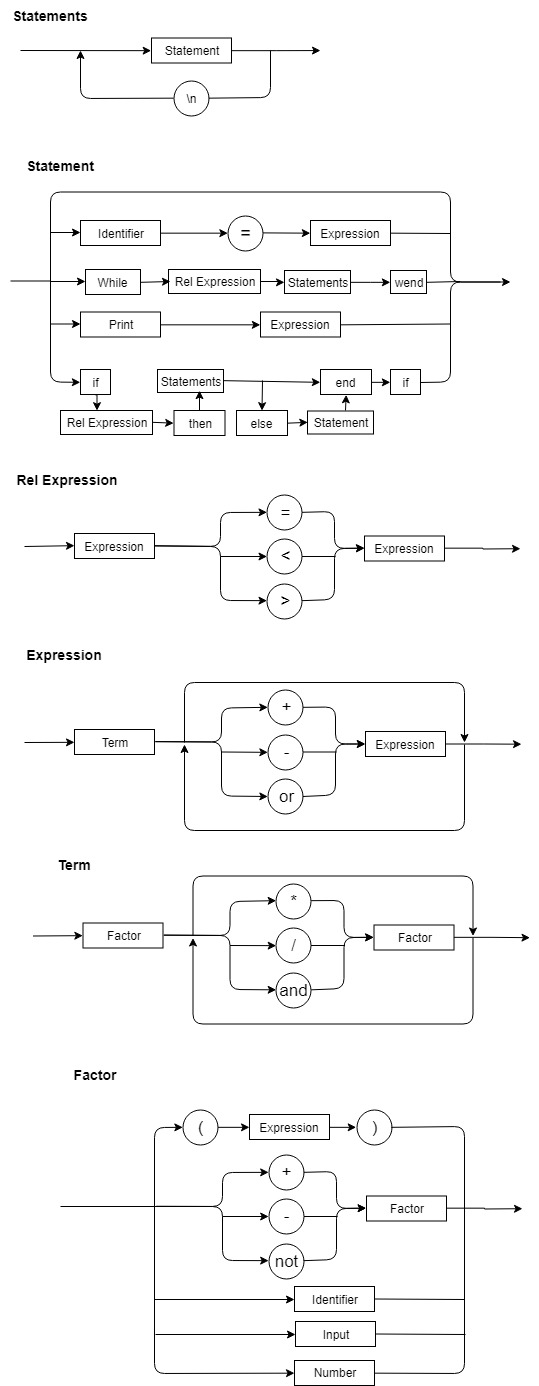 Statements
Statement
\n
Statement
Identifier = Expression
While Rel Expression Statements wend
Print Expression
if Statements end if
Rel Expression then else Statement
Rel Expression
=
Expression < Expression
>
Expression
+
Term - Expression
or
Term
*
Factor / Factor
and
Factor
( Expression )
+
- Factor
not
Identifier
Input
Number